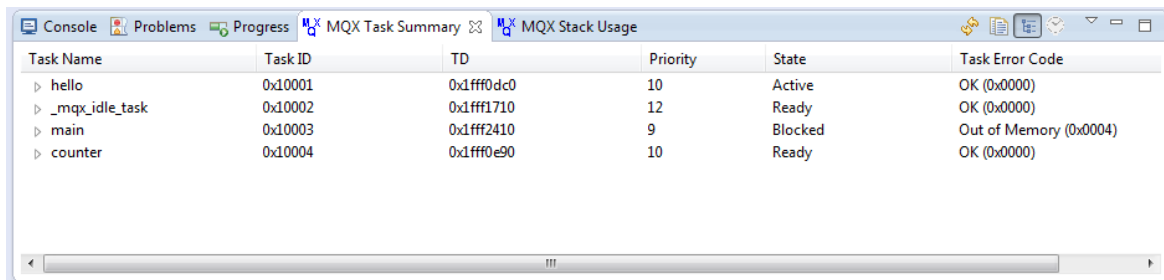 Console Problems Progress MQX MQX Task Summary MQX MQX Stack Usage
Task Name Task ID TD Priority State Task Error Code
hello 0x10001 0x1fff0dc0 10 Active OK (0x0000)
_mqx_idle_task 0x10002 0x1fff1710 12 Ready OK (0x0000)
main 0x10003 0x1fff2410 9 Blocked Out of Memory (0x0004)
counter 0x10004 0x1fff0e90 10 Ready OK (0x0000)